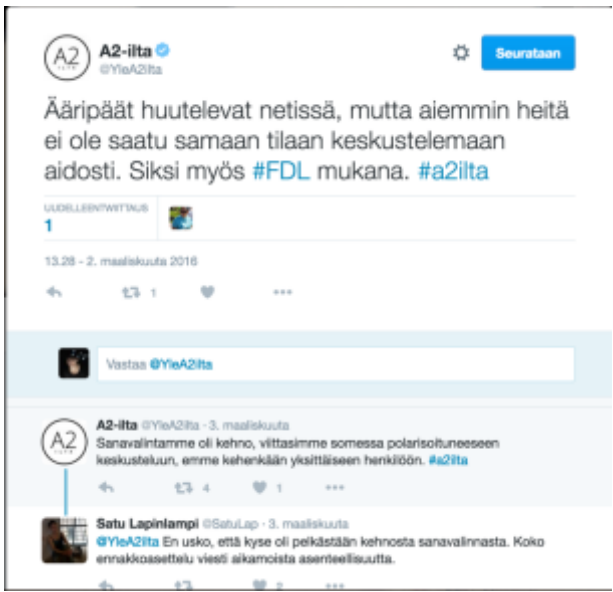 A2
A2-ilta
@YleA2ilta
Seurataan
Ääripäät huutelevat netissä, mutta aiemmin heitä
ei ole saatu samaan tilaan keskustelemaan
aidosti. Siksi myös #FDL mukana. #a2ilta
UUDELLEENTWIITTAUS
1
13.28 - 2. maaliskuuta 2016
1
Vastaa @YleA2ilta
A2
A2-ilta @YleA2ilta · 3. maaliskuuta
Sanavalintamme oli kehno, viittasimme somessa polarisoituneeseen
keskusteluun, emme kehenkään yksittäiseen henkilöön. #a2ilta
4 1
Satu Lapinlampi @SatuLap · 3. maaliskuuta
@YleA2ilta En usko, että kyse oli pelkästään kehnosta sanavalinnasta. Koko
ennakkoasettelu viesti aikamoista asenteellisuutta.
2